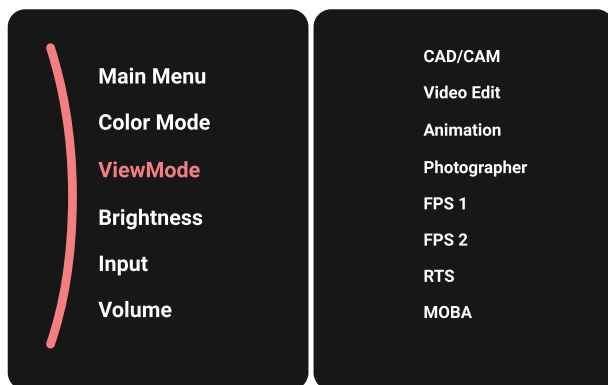 Main Menu
Color Mode
ViewMode
Brightness
Input
Volume
CAD/CAM
Video Edit
Animation
Photographer
FPS 1
FPS 2
RTS
MOBA